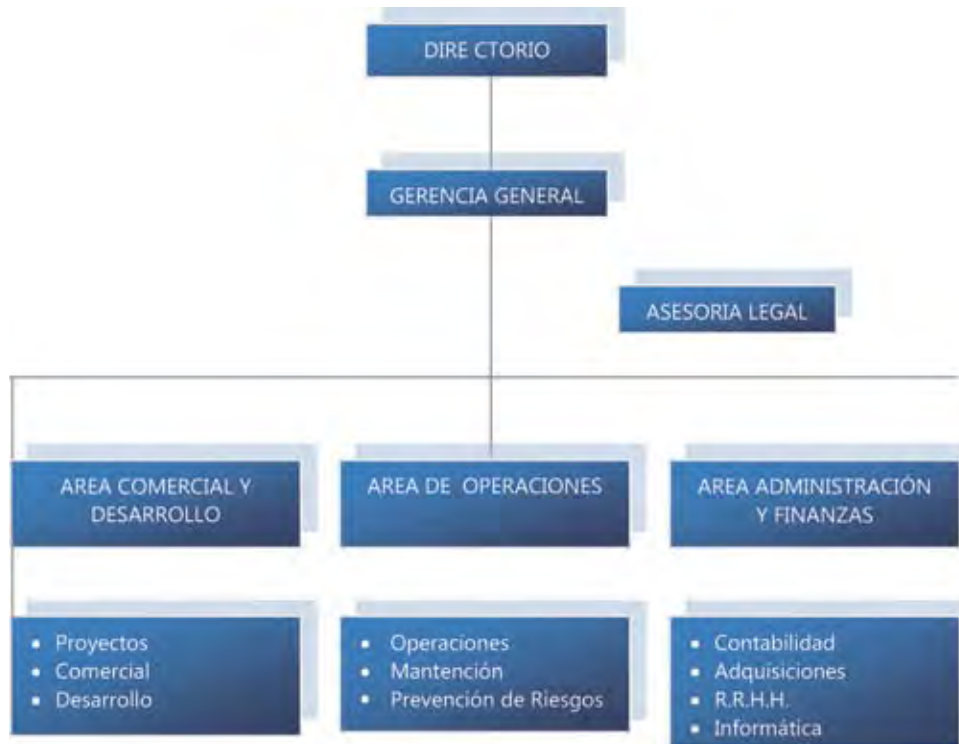 DIRE CTORIO
GERENCIA GENERAL
ASESORIA LEGAL
AREA COMERCIAL Y
DESARROLLO
AREA DE OPERACIONES
AREA ADMINISTRACIÓN
Y FINANZAS
▪ Proyectos
▪ Comercial
▪ Desarrollo
▪ Operaciones
▪ Mantención
▪ Prevención de Riesgos
▪ Contabilidad
▪ Adquisiciones
▪ R.R.H.H.
▪ Informática